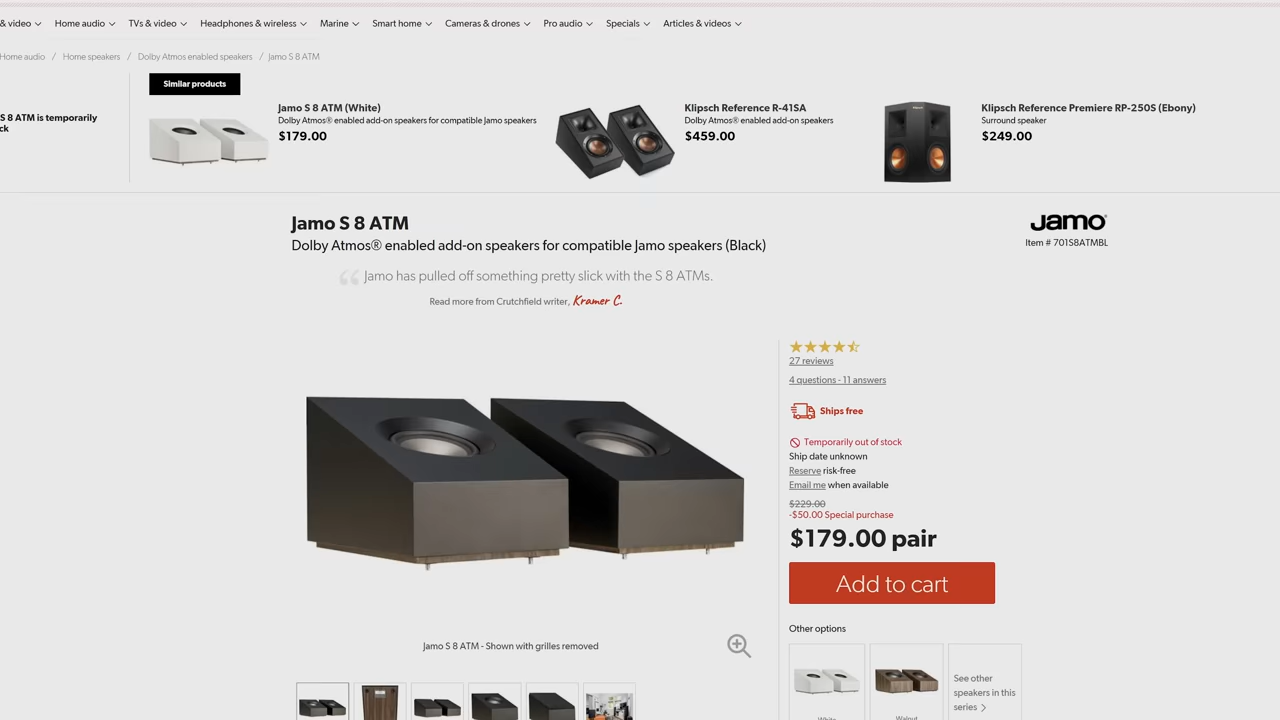 & video
Home audio
TVs & video
Headphones & wireless
Marine
Smart home
Cameras & drones
Pro audio
Specials
Articles & videos
Home audio / Home speakers / Dolby Atmos enabled speakers / Jamo S 8 ATM
S 8 ATM is temporarily
ck
Similar products
Jamo S 8 ATM (White)
Dolby Atmos® enabled add-on speakers for compatible Jamo speakers
$179.00
Klipsch Reference R-41SA
Dolby Atmos® enabled add-on speakers
$459.00
Klipsch Reference Premiere RP-250S (Ebony)
Surround speaker
$249.00
Jamo S 8 ATM
Dolby Atmos® enabled add-on speakers for compatible Jamo speakers (Black)
Jamo
Item # 701S8ATMBL
“ Jamo has pulled off something pretty slick with the S 8 ATMs.
Read more from Crutchfield writer, Kramer C.
27 reviews
4 questions - 11 answers
Ships free
Temporarily out of stock
Ship date unknown
Reserve risk-free
Email me when available
$229.00
-$50.00 Special purchase
$179.00 pair
Add to cart
Jamo S 8 ATM - Shown with grilles removed
Other options
White
Walnut
See other
speakers in this
series